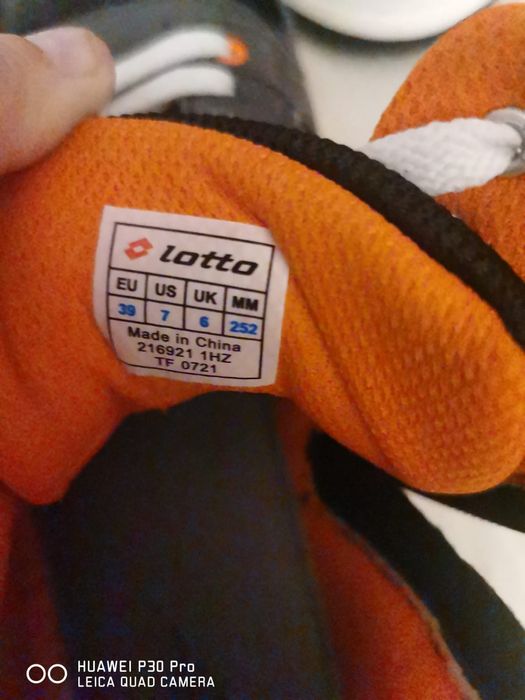 lotto
EU US UK MM
39 7 6 252
Made in China
216921 1HZ
TF 0721
HUAWEI P30 Pro
LEICA QUAD CAMERA